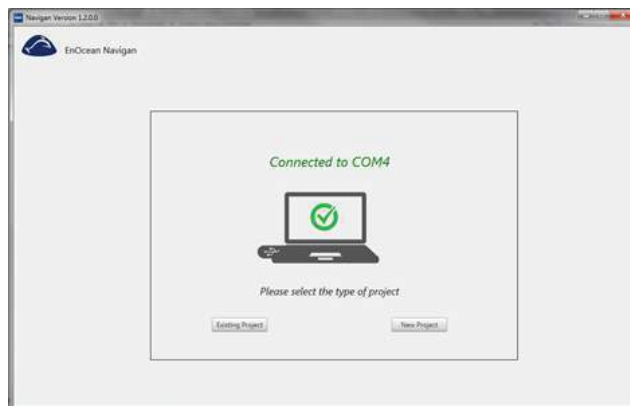 Navigan Version 1.2.0.0
EnOcean Navigan
Connected to COM4
Please select the type of project
Existing Project
New Project